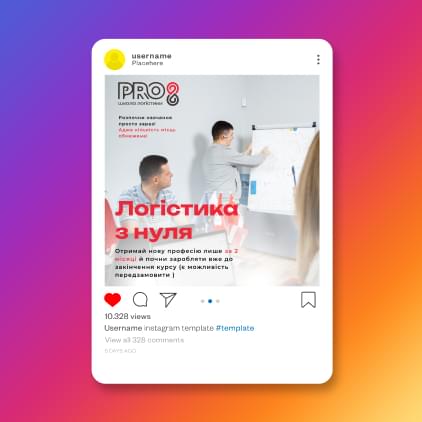 username
Placehere
PRO
школа логістики
Розпочни навчання
просто зараз!
Адже кількість місць
обмежена!
Логістика
з нуля
Отримай нову професію лише за 2
місяці й почни заробляти вже до
закінчення курсу (є можливість
передзамовити )
10.328 views
Username instagram template #template
View all 328 comments
5 DAYS AGO